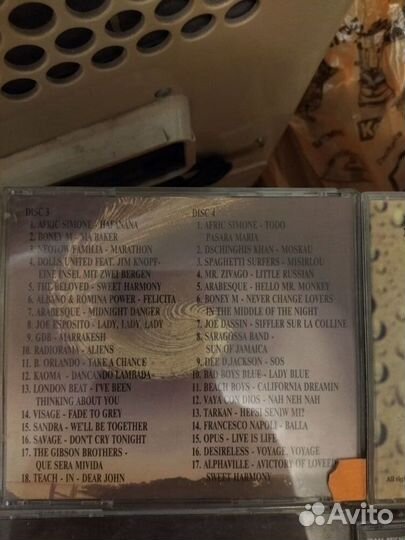 DISC 3
1. AFRIC SIMONE - HAFANANA
2. BONEY M - MA BAKER
3. NEOTOW FAMILIA - MARATHON
4. DOLLS UNITED FEAT. JIM KNOPF-
EINE INSEL MIT ZWEI BERGEN
5. THE BELOVED - SWEET HARMONY
6. ALBANO & ROMINA POWER - FELICITA
7. ARABESQUE - MIDNIGHT DANGER
8. JOE ESPOSITO - LADY, LADY, LADY
9. GDB - MARRAKESH
10. RADIORAMA - ALIENS
11. B. ORLANDO - TAKE A CHANCE
12. KAOMA - DANCANDO LAMBADA
13. LONDON BEAT - I'VE BEEN
THINKING ABOUT YOU
14. VISAGE - FADE TO GREY
15. SANDRA - WE'LL BE TOGETHER
16. SAVAGE - DON'T CRY TONIGHT
17. THE GIBSON BROTHERS -
QUE SERA MIVIDA
18. TEACH - IN - DEAR JOHN
DISC 4
1. AFRIC SIMONE - TODO
PASARA MARIA
2. DSCHINGHIS KHAN - MOSKAU
3. SPAGHETTI SURFERS - MISIRLOU
4. MR. ZIVAGO - LITTLE RUSSIAN
5. ARABESQUE - HELLO MR. MONKEY
6. BONEY M - NEVER CHANGE LOVERS
IN THE MIDDLE OF THE NIGHT
7. JOE DASSIN - SIFFLER SUR LA COLLINE
8. SARAGOSSA BAND -
SUN OF JAMAICA
9. DEE D.JACKSON - SOS
10. BAD BOYS BLUE - LADY BLUE
11. BEACH BOYS - CALIFORNIA DREAMIN
12. VAYA CON DIOS - NAH NEH NAH
13. TARKAN - HEPSI SENIW MI?
14. FRANCESCO NAPOLI - BALLA
15. OPUS - LIVE IS LIFE
16. DESIRELESS - VOYAGE, VOYAGE
17. ALPHAVILLE - AVICTORY OF LOVEEE
SWEET HARMONY
All rig
Avito